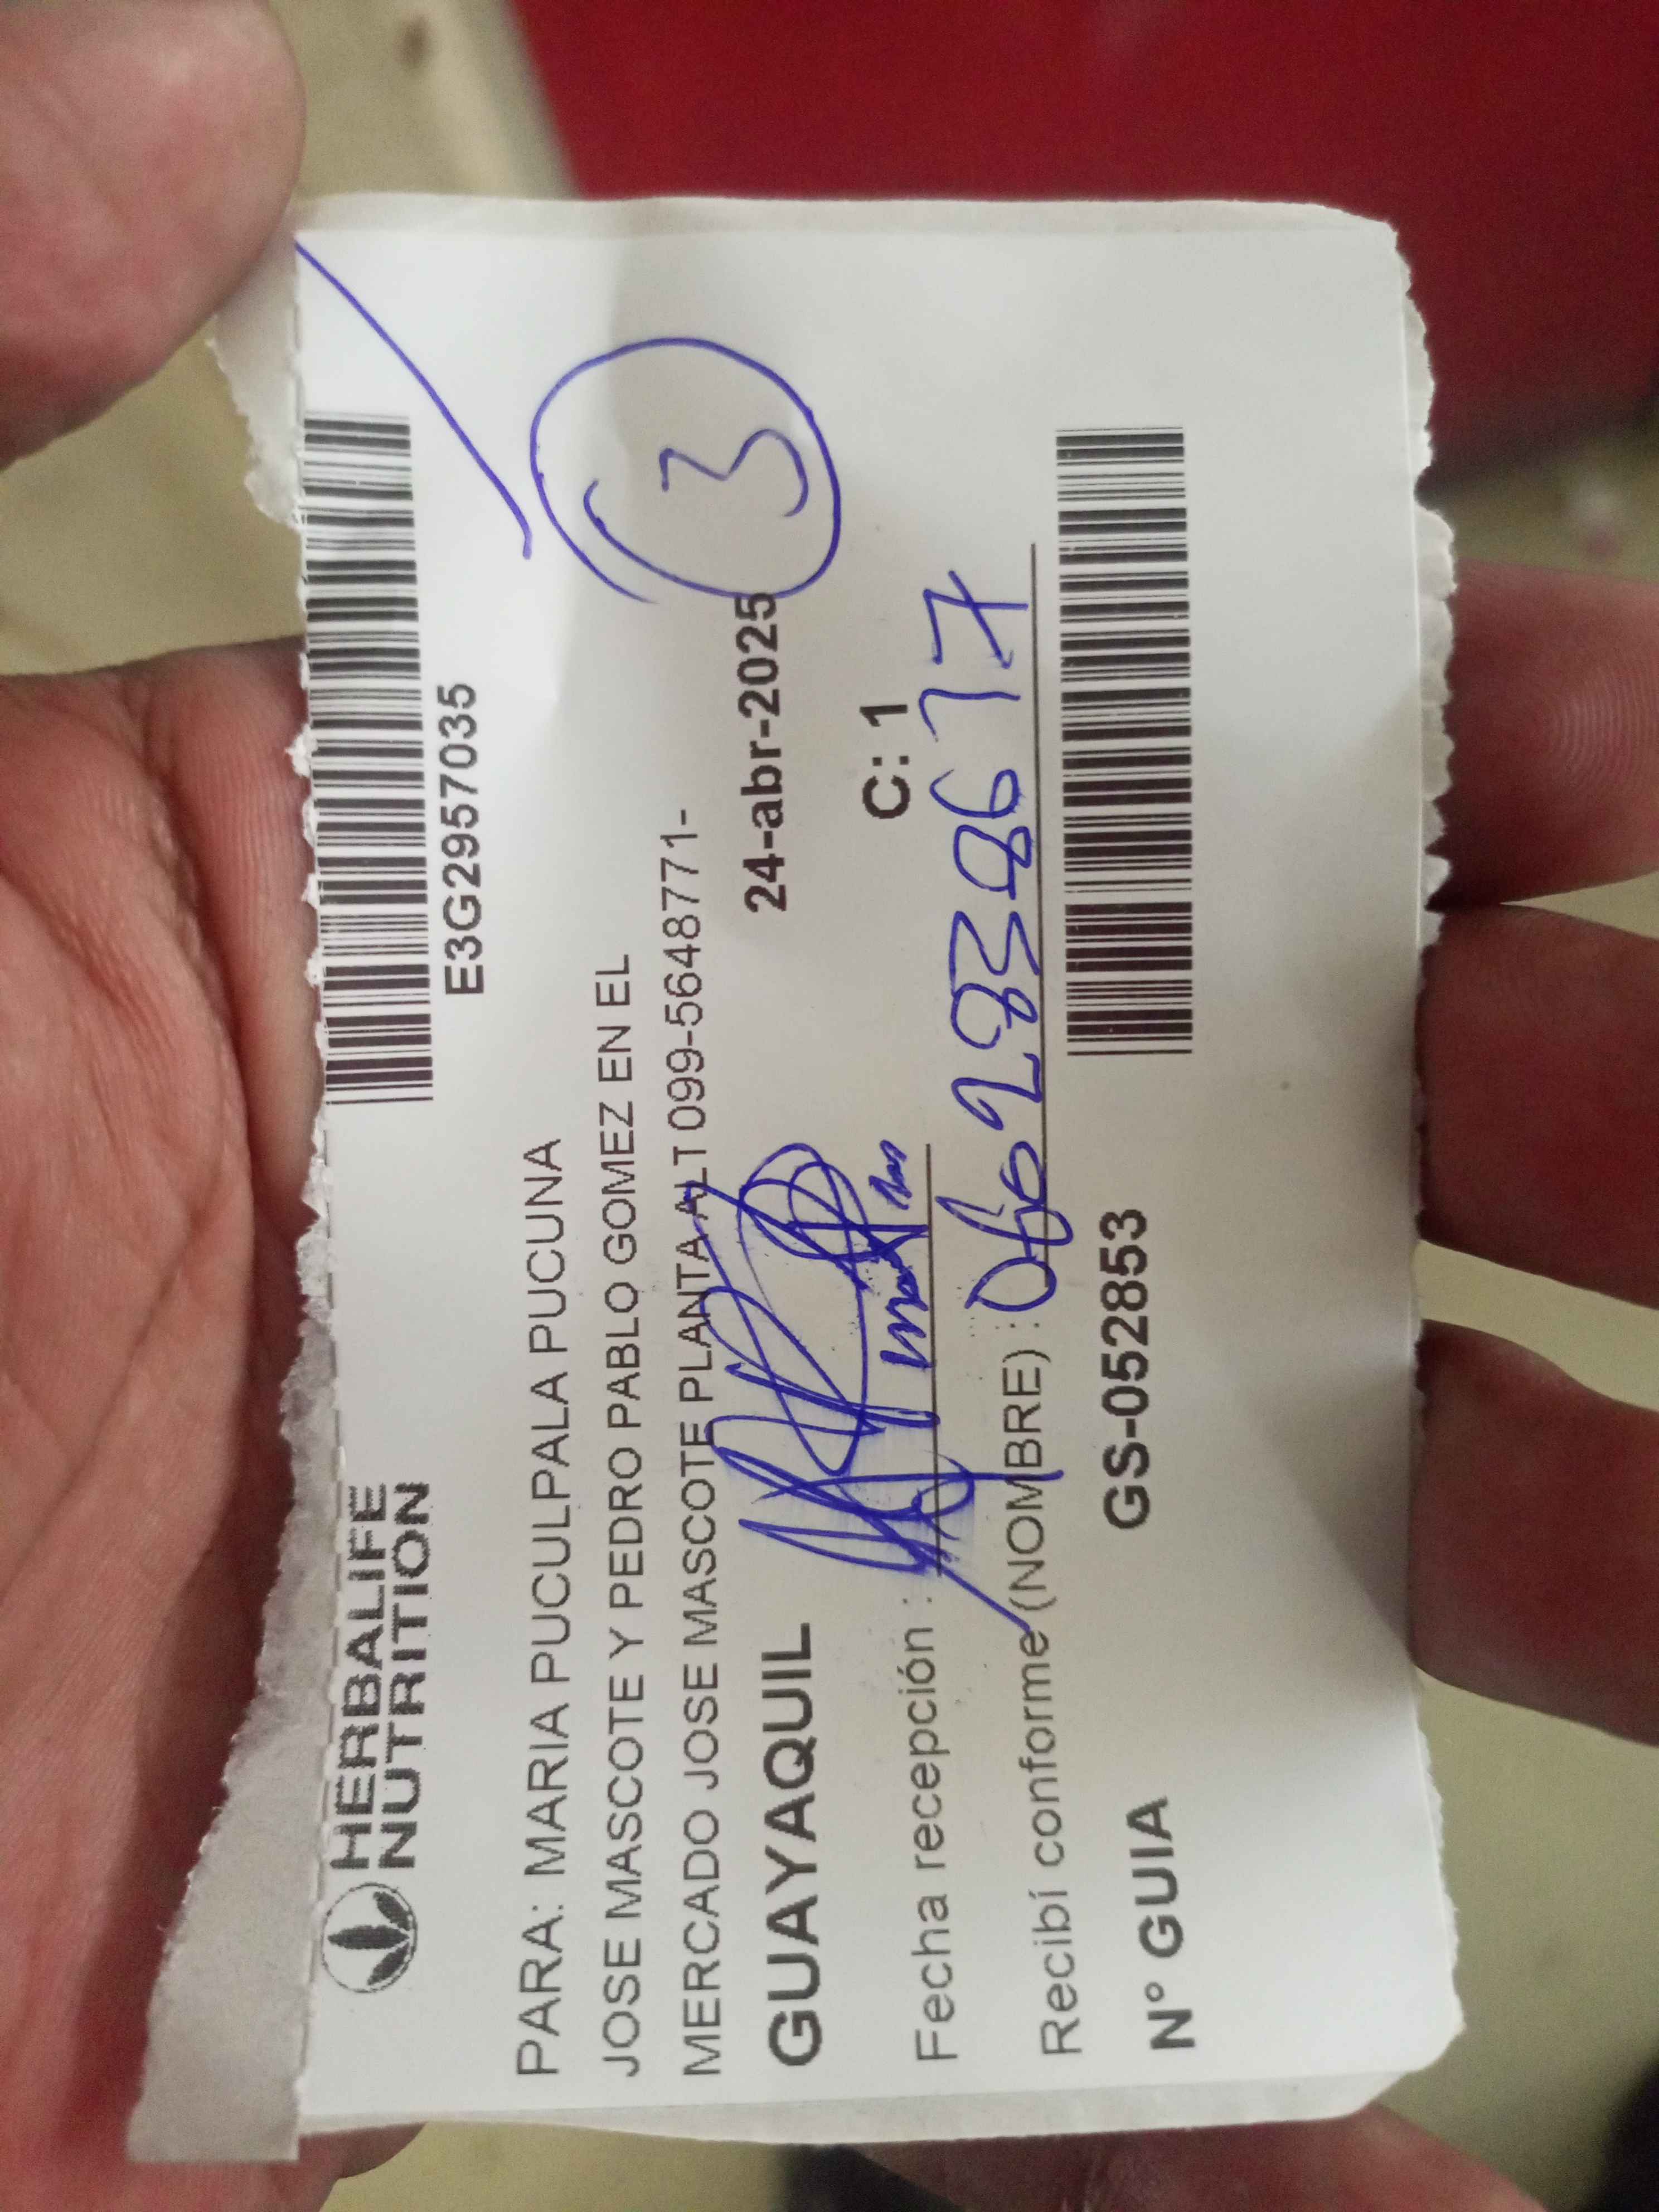 HERBALIFE
NUTRITION
E3G2957035
PARA: MARIA PUCULPALA PUCUNA
JOSE MASCOTE Y PEDRO PABLO GOMEZ EN EL
MERCADO JOSE MASCOTE PLANTA ALT 099-5648771-
3
GUAYAQUIL 24-abr-2025
C: 1
Fecha recepción :
Recibí conforme (NOMBRE) :
N° GUIA GS-052853